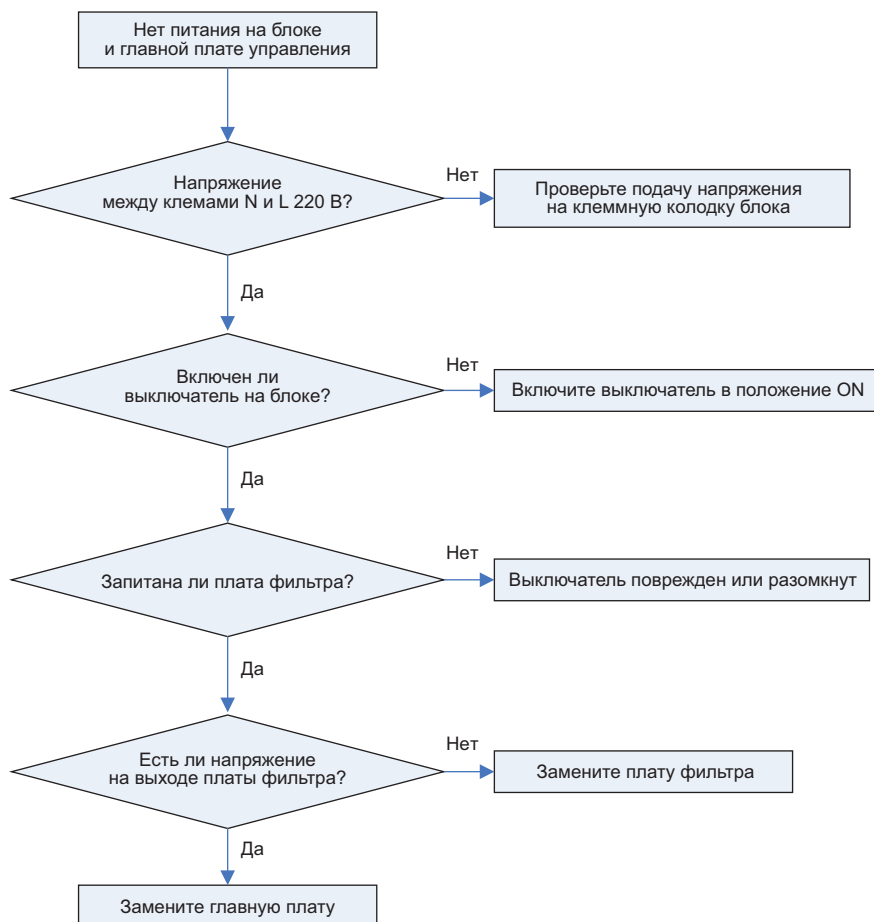 Нет питания на блоке
и главной плате управления
Напряжение
между клемами N и L 220 В?
Нет
Проверьте подачу напряжения
на клеммную колодку блока
Да
Включен ли
выключатель на блоке?
Нет
Включите выключатель в положение ON
Да
Запитана ли плата фильтра?
Нет
Выключатель поврежден или разомкнут
Да
Есть ли напряжение
на выходе платы фильтра?
Нет
Замените плату фильтра
Да
Замените главную плату